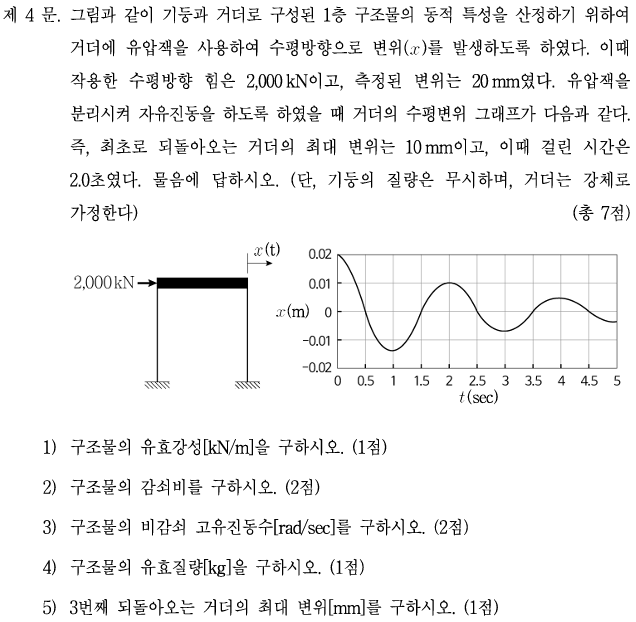 제 4 문. 그림과 같이 기둥과 거더로 구성된 1층 구조물의 동적 특성을 산정하기 위하여
거더에 유압잭을 사용하여 수평방향으로 변위(x)를 발생하도록 하였다. 이때
작용한 수평방향 힘은 2,000 kN이고, 측정된 변위는 20 mm였다. 유압잭을
분리시켜 자유진동을 하도록 하였을 때 거더의 수평변위 그래프가 다음과 같다.
즉, 최초로 되돌아오는 거더의 최대 변위는 10 mm이고, 이때 걸린 시간은
2.0초였다. 물음에 답하시오. (단, 기둥의 질량은 무시하며, 거더는 강체로
가정한다) (총 7점)
x(t)
2,000 kN
0.02
0.01
x(m) 0
-0.01
-0.02
0 0.5 1 1.5 2 2.5 3 3.5 4 4.5 5
t(sec)
1) 구조물의 유효강성[kN/m]을 구하시오. (1점)
2) 구조물의 감쇠비를 구하시오. (2점)
3) 구조물의 비감쇠 고유진동수[rad/sec]를 구하시오. (2점)
4) 구조물의 유효질량[kg]을 구하시오. (1점)
5) 3번째 되돌아오는 거더의 최대 변위[mm]를 구하시오. (1점)